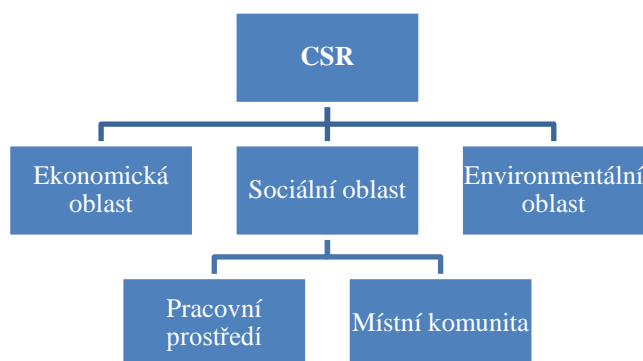 CSR
Ekonomická
oblast
Sociální oblast
Environmentální
oblast
Pracovní
prostředí
Místní komunita